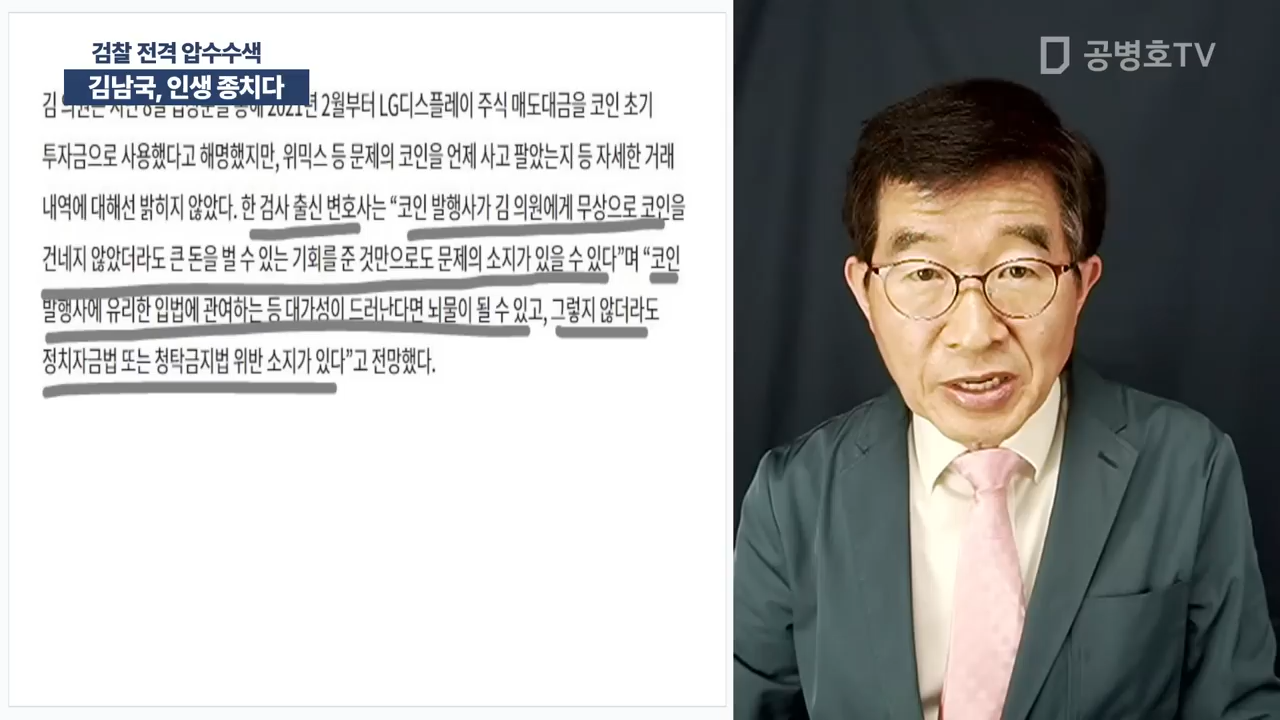 검찰 전격 압수수색
김남국, 인생 종치다
공병호TV
2021년 2월부터 LG디스플레이 주식 매도대금을 코인 초기
투자금으로 사용했다고 해명했지만, 위믹스 등 문제의 코인을 언제 사고 팔았는지 등 자세한 거래
내역에 대해선 밝히지 않았다. 한 검사 출신 변호사는 “코인 발행사가 김 의원에게 무상으로 코인을
건네지 않았더라도 큰 돈을 벌 수 있는 기회를 준 것만으로도 문제의 소지가 있을 수 있다”며 “코인
발행사에 유리한 입법에 관여하는 등 대가성이 드러난다면 뇌물이 될 수 있고, 그렇지 않더라도
정치자금법 또는 청탁금지법 위반 소지가 있다”고 전망했다.